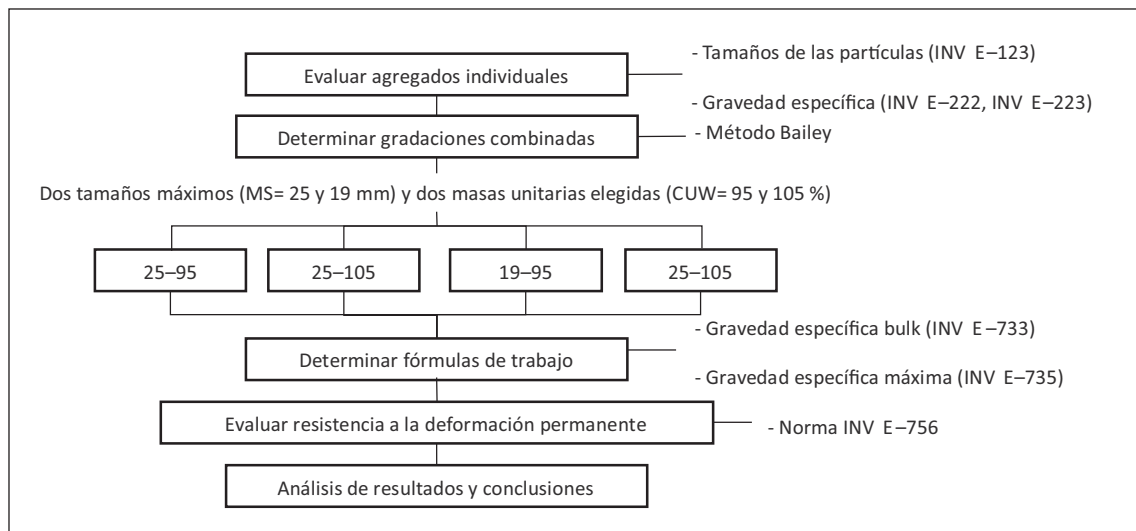 - Tamaños de las partículas (INV E–123)
Evaluar agregados individuales
- Gravedad específica (INV E–222, INV E–223)
Determinar gradaciones combinadas
- Método Bailey
Dos tamaños máximos (MS= 25 y 19 mm) y dos masas unitarias elegidas (CUW= 95 y 105 %)
25–95
25–105
19–95
25–105
- Gravedad específica bulk (INV E–733)
Determinar fórmulas de trabajo
- Gravedad específica máxima (INV E–735)
Evaluar resistencia a la deformación permanente
- Norma INV E–756
Análisis de resultados y conclusiones